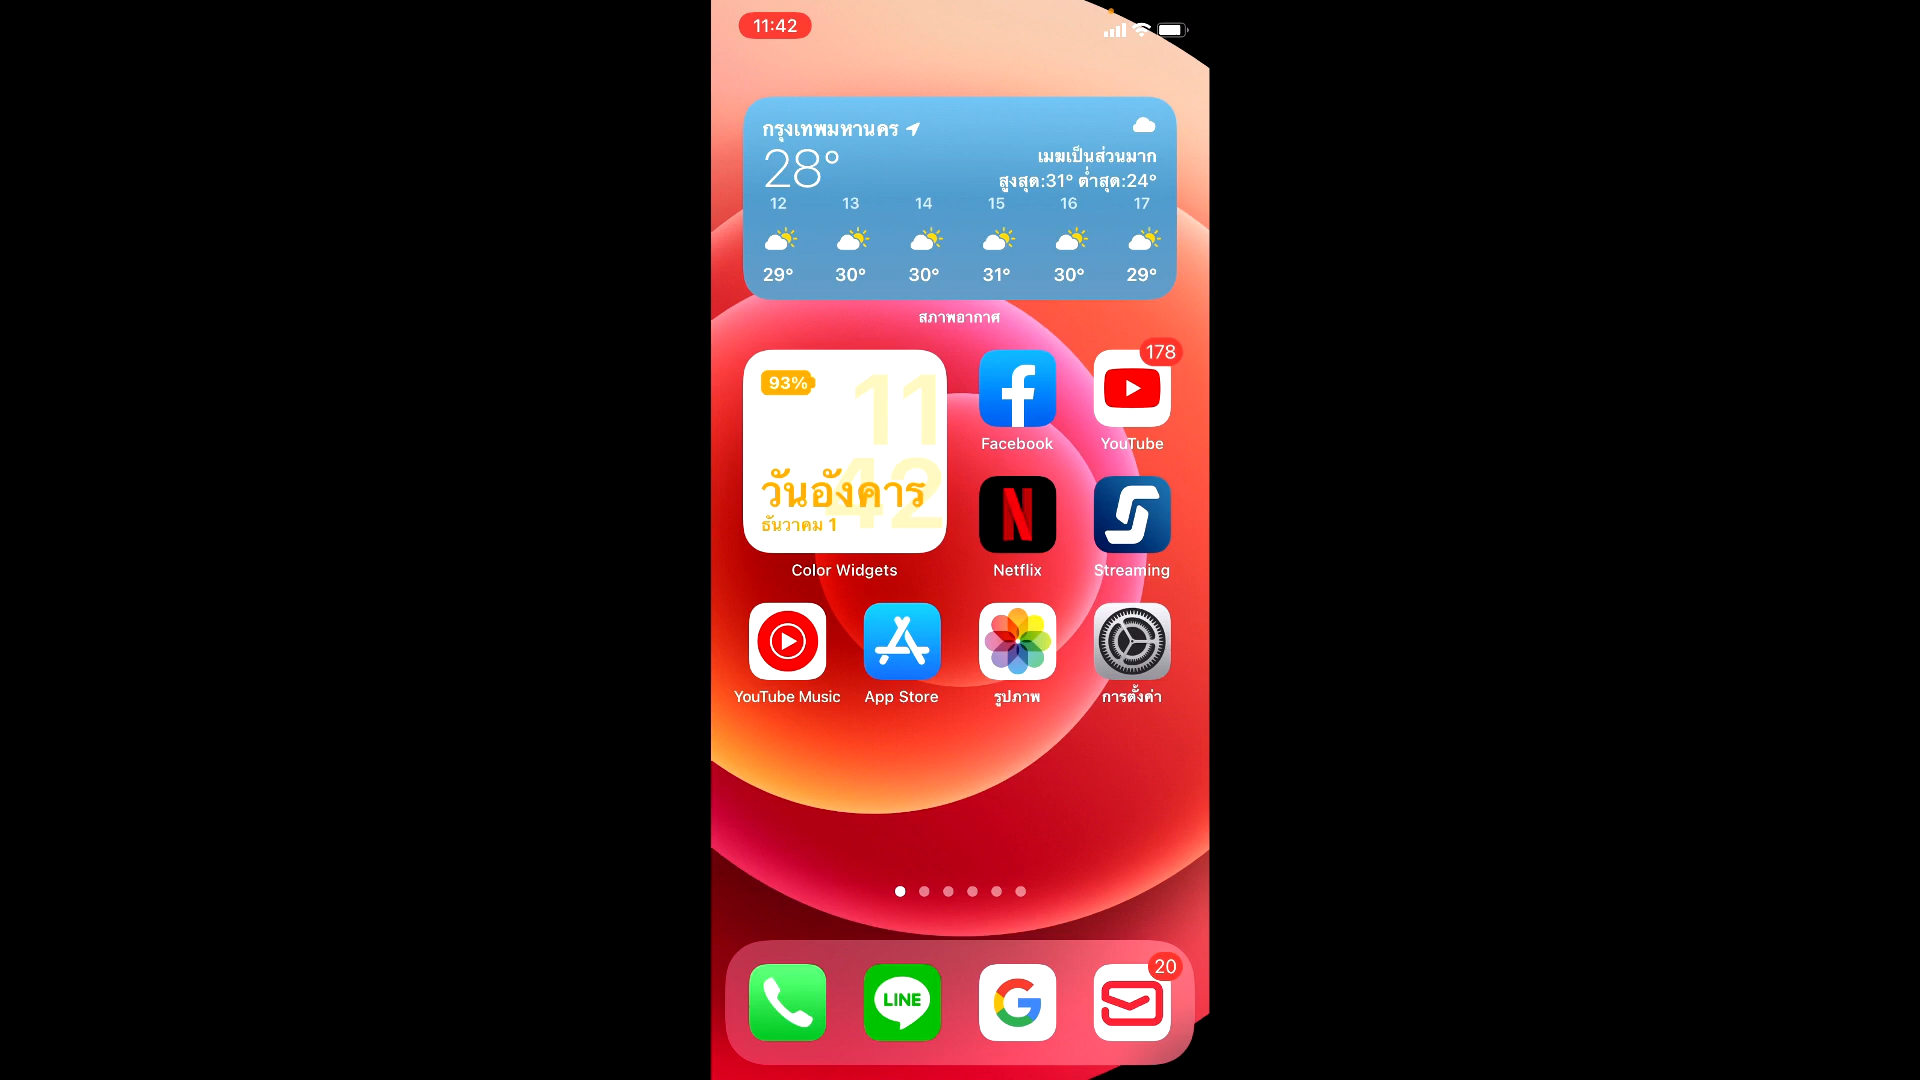 11:42
กรุงเทพมหานคร
28°
เมฆเป็นส่วนมาก
สูงสุด:31° ต่ำสุด:24°
12 13 14 15 16 17
29° 30° 30° 31° 30° 29°
สภาพอากาศ
93%
11
42
วันอังคาร
ธันวาคม 1
Color Widgets
Facebook
178
YouTube
N
Netflix
Streaming
YouTube Music
App Store
รูปภาพ
การตั้งค่า
LINE
G
20